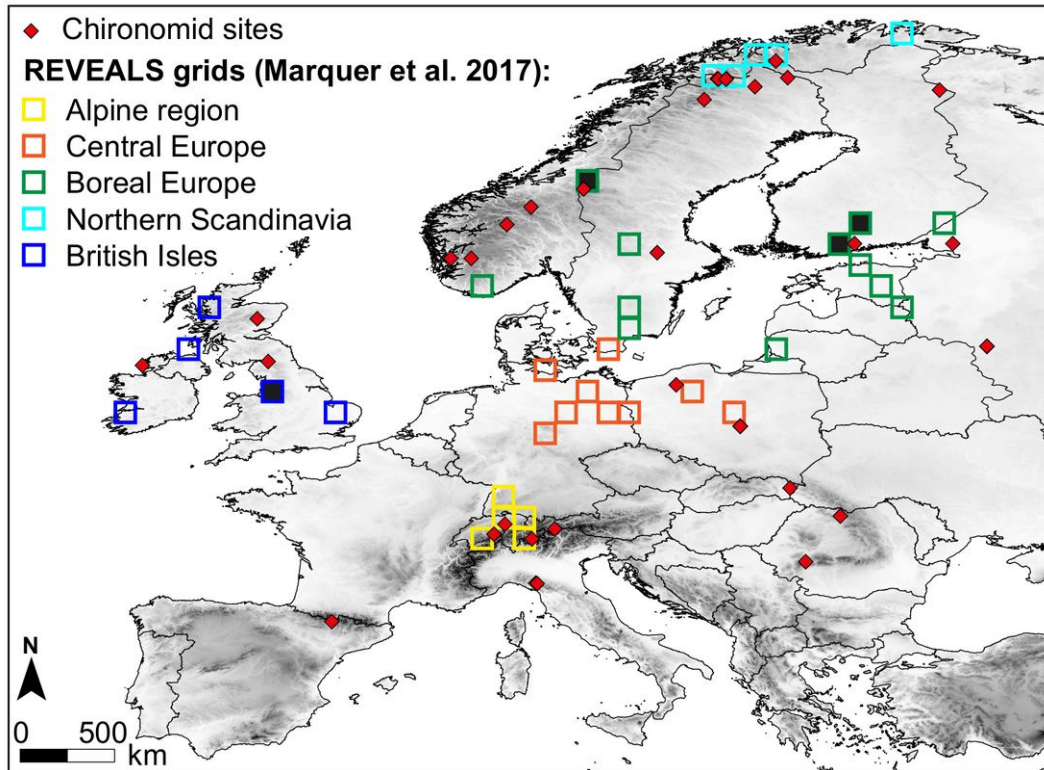 Chironomid sites
REVEALS grids (Marquer et al. 2017):
Alpine region
Central Europe
Boreal Europe
Northern Scandinavia
British Isles
N
0 500
km